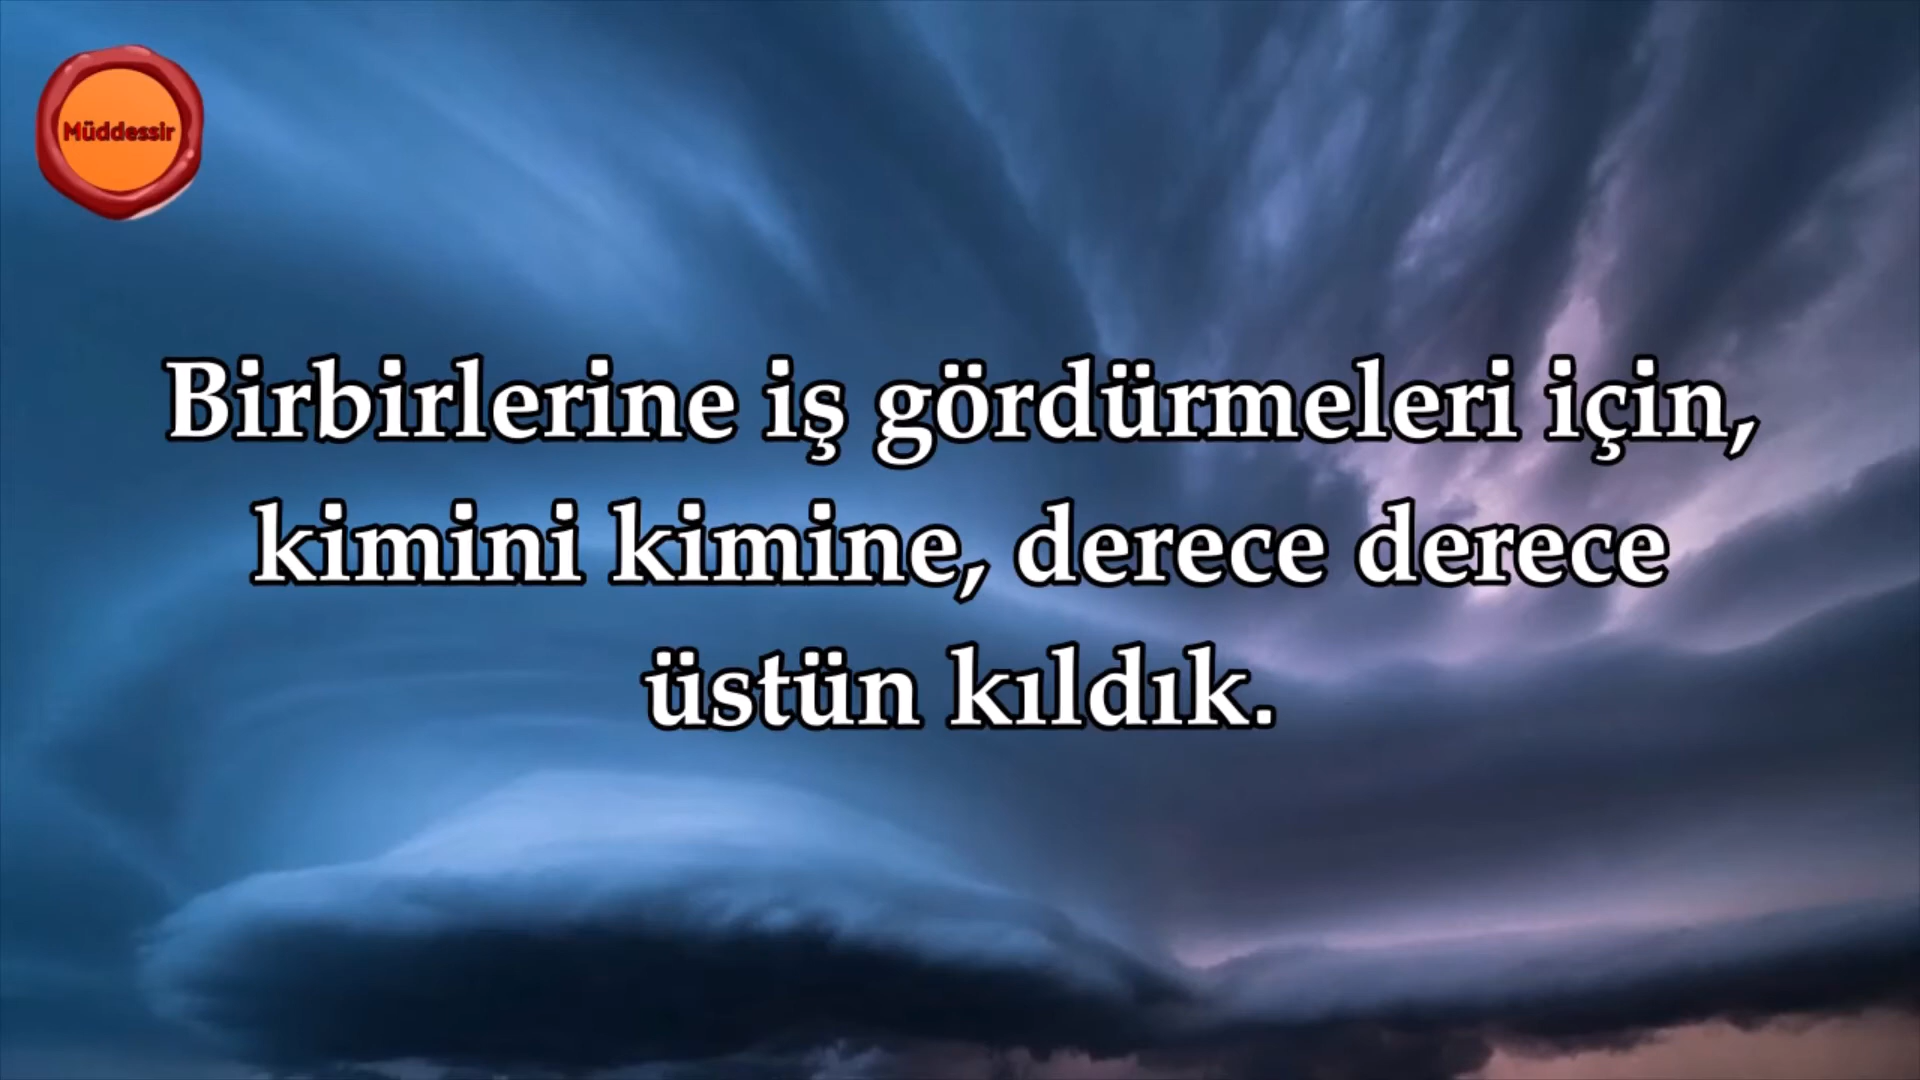 Müddessir
Birbirlerine iş gördürmeleri için,
kimini kimine, derece derece
üstün kıldık.